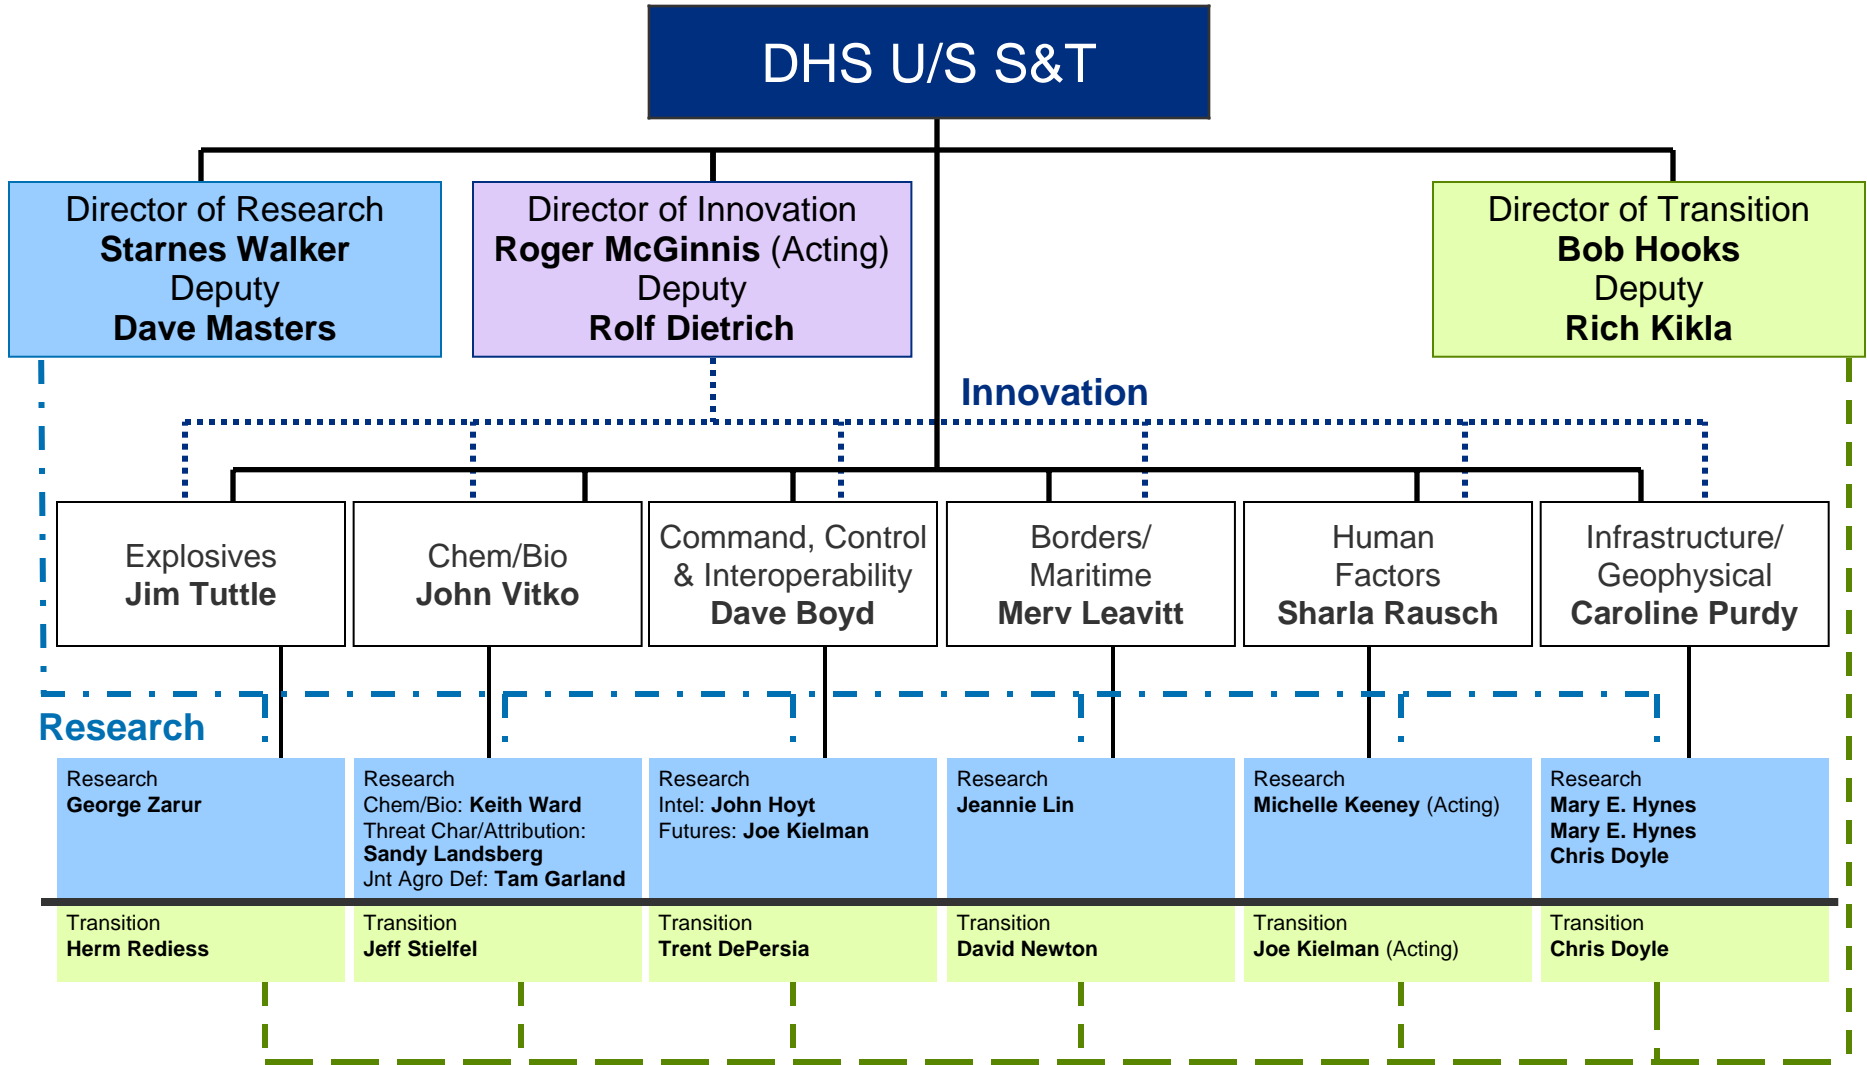 DHS U/S S&T
Director of Research
Starnes Walker
Deputy
Dave Masters
Director of Innovation
Roger McGinnis (Acting)
Deputy
Rolf Dietrich
Director of Transition
Bob Hooks
Deputy
Rich Kikla
Innovation
Explosives
Jim Tuttle
Chem/Bio
John Vitko
Command, Control
& Interoperability
Dave Boyd
Borders/
Maritime
Merv Leavitt
Human
Factors
Sharla Rausch
Infrastructure/
Geophysical
Caroline Purdy
Research
Research
George Zarur
Research
Chem/Bio: Keith Ward
Threat Char/Attribution:
Sandy Landsberg
Jnt Agro Def: Tam Garland
Research
Intel: John Hoyt
Futures: Joe Kielman
Research
Jeannie Lin
Research
Michelle Keeney (Acting)
Research
Mary E. Hynes
Mary E. Hynes
Chris Doyle
Transition
Herm Rediess
Transition
Jeff Stielfel
Transition
Trent DePersia
Transition
David Newton
Transition
Joe Kielman (Acting)
Transition
Chris Doyle